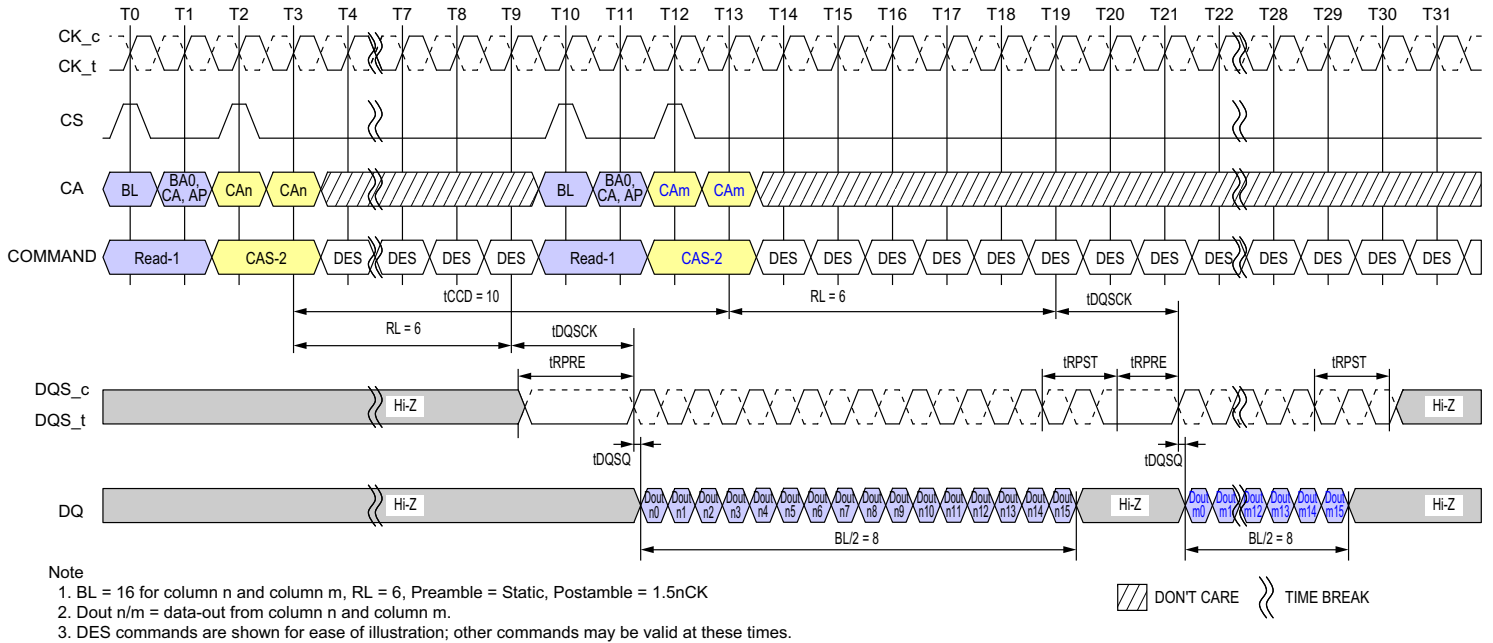 T0 T1 T2 T3 T4 T7 T8 T9 T10 T11 T12 T13 T14 T15 T16 T17 T18 T19 T20 T21 T22 T28 T29 T30 T31
CK_c
CK_t
CS
CA BL BA0, CA, AP CAn CAn BL BA0, CA, AP CAm CAm
COMMAND Read-1 CAS-2 DES DES DES DES Read-1 CAS-2 DES DES DES DES DES DES DES DES DES DES DES DES DES
tCCD = 10 RL = 6 tDQSCK
RL = 6 tDQSCK
tRPRE tRPST tRPRE tRPST
DQS_c
DQS_t
Hi-Z Hi-Z
tDQSQ tDQSQ
DQ Hi-Z Dout n0 Dout n1 Dout n2 Dout n3 Dout n4 Dout n5 Dout n6 Dout n7 Dout n8 Dout n9 Dout n10 Dout n11 Dout n12 Dout n13 Dout n14 Dout n15 Hi-Z Dout m0 Dout m1 Dout m12 Dout m13 Dout m14 Dout m15 Hi-Z
BL/2 = 8 BL/2 = 8
Note
1. BL = 16 for column n and column m, RL = 6, Preamble = Static, Postamble = 1.5nCK
2. Dout n/m = data-out from column n and column m.
3. DES commands are shown for ease of illustration; other commands may be valid at these times.
DON'T CARE TIME BREAK